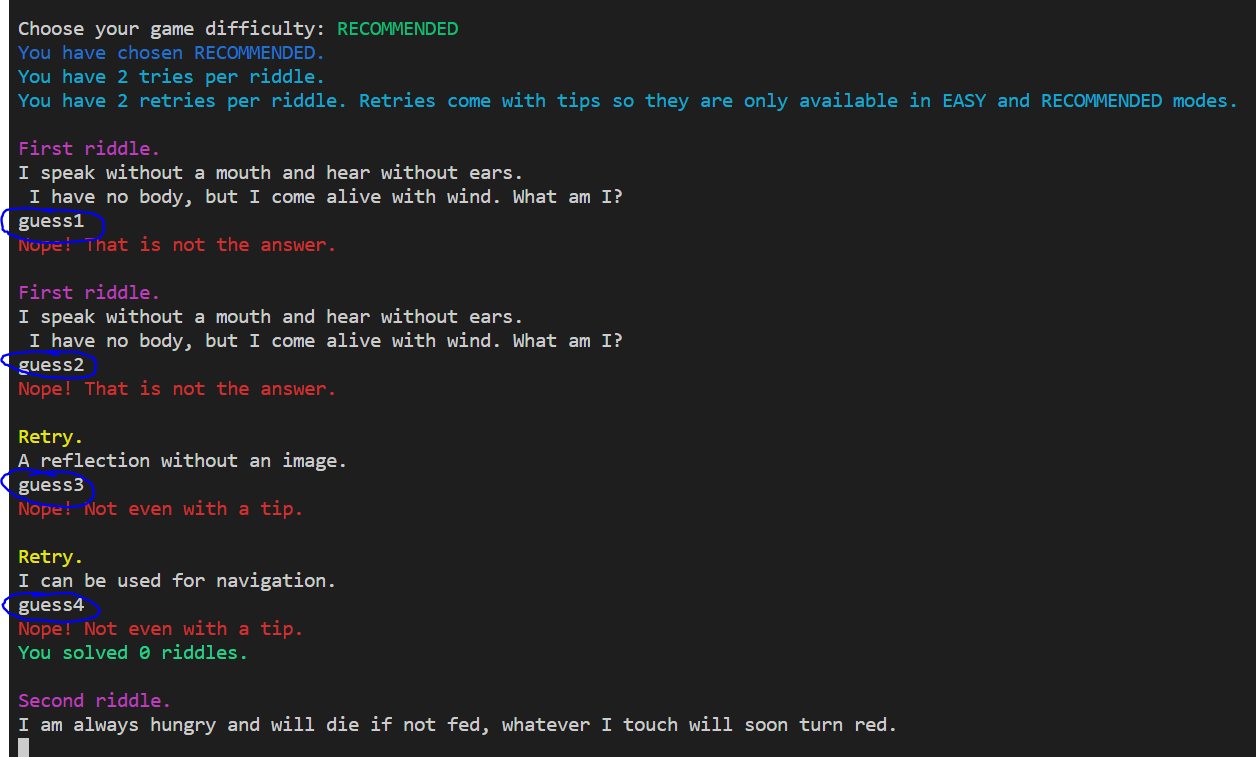 Choose your game difficulty: RECOMMENDED
You have chosen RECOMMENDED.
You have 2 tries per riddle.
You have 2 retries per riddle. Retries come with tips so they are only available in EASY and RECOMMENDED modes.
First riddle.
I speak without a mouth and hear without ears.
I have no body, but I come alive with wind. What am I?
guess1
Nope! That is not the answer.
First riddle.
I speak without a mouth and hear without ears.
I have no body, but I come alive with wind. What am I?
guess2
Nope! That is not the answer.
Retry.
A reflection without an image.
guess3
Nope! Not even with a tip.
Retry.
I can be used for navigation.
guess4
Nope! Not even with a tip.
You solved 0 riddles.
Second riddle.
I am always hungry and will die if not fed, whatever I touch will soon turn red.